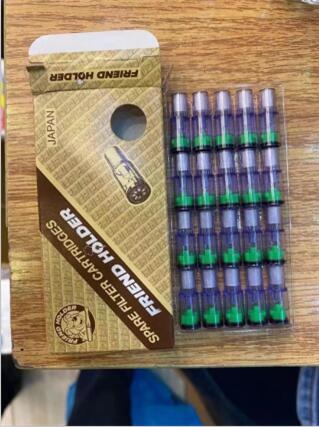 FRIEND HOLDER
JAPAN
SPARE FILTER CARTRIDGES
FRIEND HOLDER